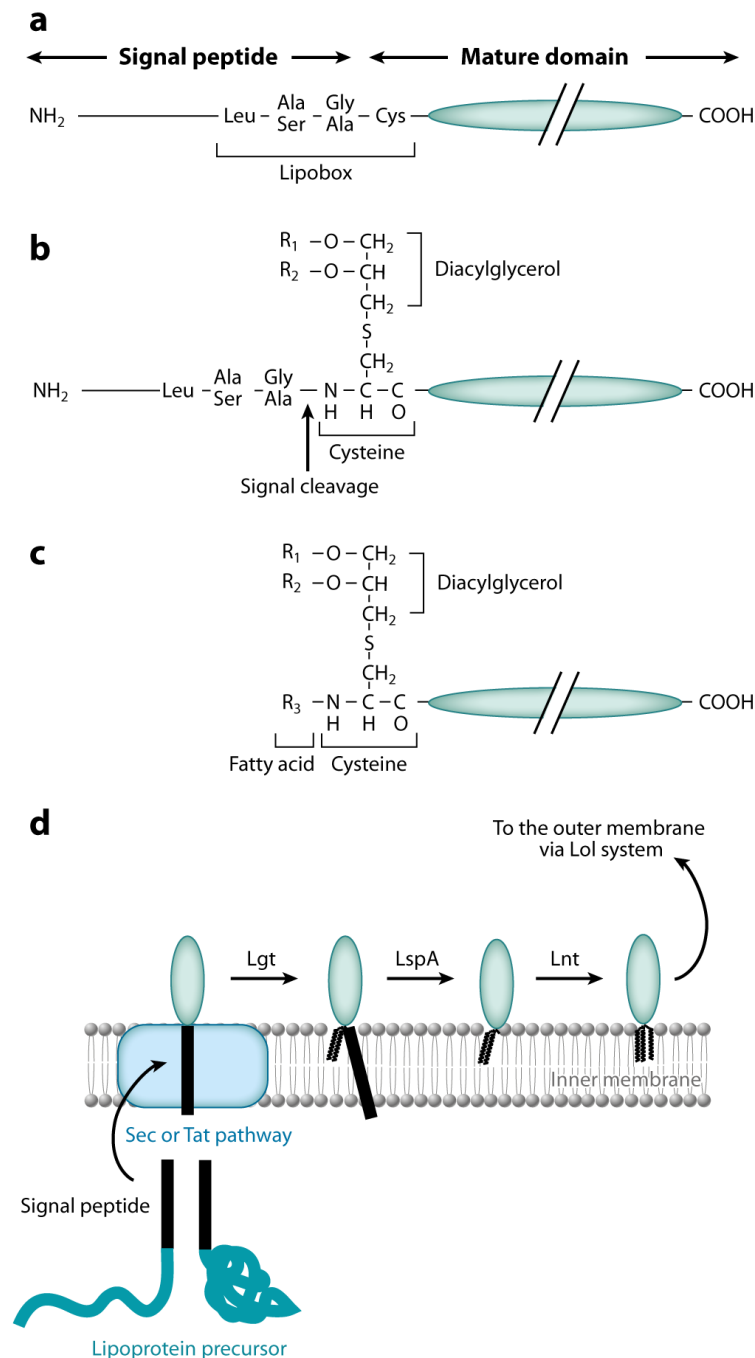 a
Signal peptide Mature domain
Ala Gly
NH2 Leu Cys COOH
Ser Ala
Lipobox
b
R1 –O–CH2
R2 –O–CH Diacylglycerol
CH2
S
CH2
Ala Gly
NH2 Leu N–C–C COOH
Ser Ala H H O
Cysteine
Signal cleavage
c
R1 –O–CH2
R2 –O–CH Diacylglycerol
CH2
S
CH2
R3 –N–C–C COOH
H H O
Fatty acid Cysteine
d
To the outer membrane
via Lol system
Lgt LspA Lnt
Inner membrane
Sec or Tat pathway
Signal peptide
Lipoprotein precursor